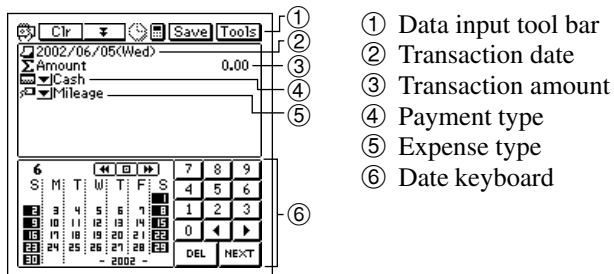 Clr Save Tools
2002/06/05(Wed)
ΣAmount 0.00
Cash
Mileage
① Data input tool bar
② Transaction date
③ Transaction amount
④ Payment type
⑤ Expense type
⑥ Date keyboard
①
②
③
④
⑤
⑥
6
S M T W T F S
1
2 3 4 5 6 7 8
9 10 11 12 13 14 15
16 17 18 19 20 21 22
23 24 25 26 27 28 29
30 - 2002 -
7 8 9
4 5 6
1 2 3
0
DEL NEXT